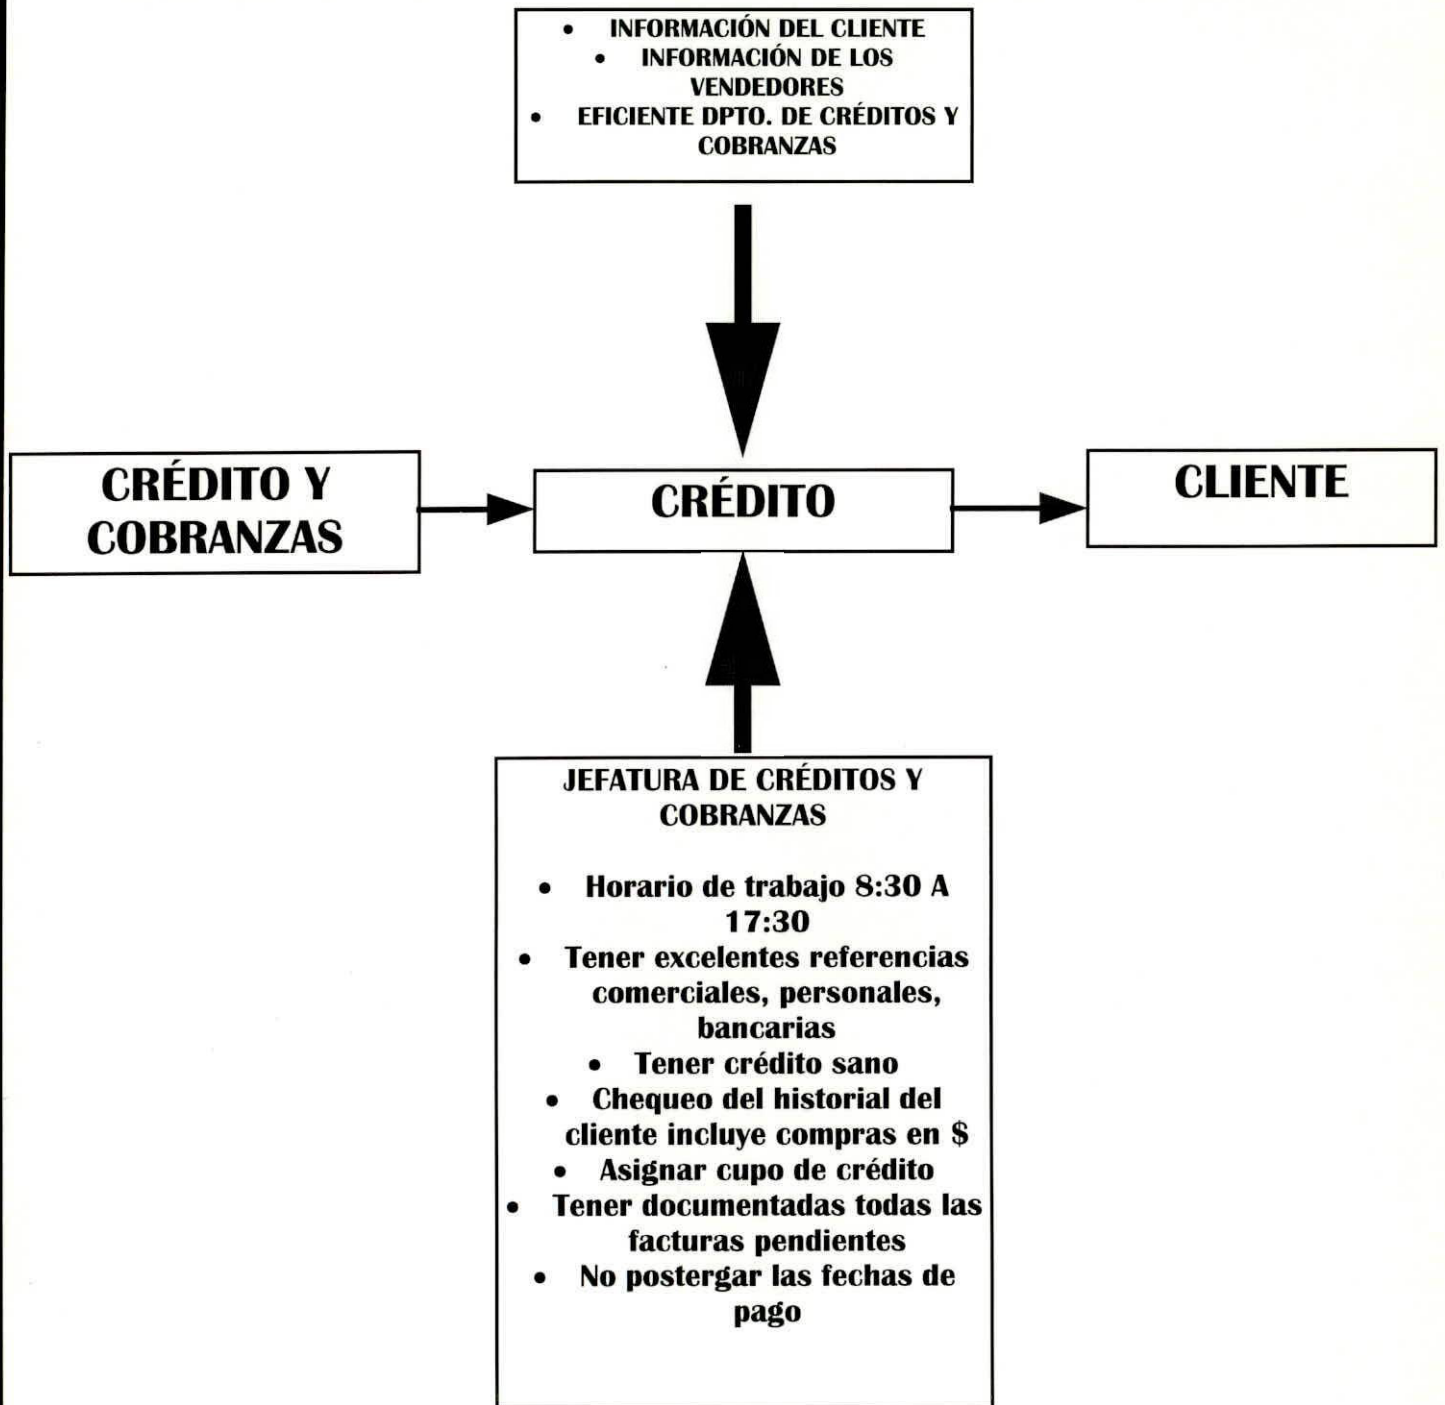 • INFORMACIÓN DEL CLIENTE
• INFORMACIÓN DE LOS
VENDEDORES
• EFICIENTE DPTO. DE CRÉDITOS Y
COBRANZAS
CRÉDITO Y
COBRANZAS
CRÉDITO
CLIENTE
JEFATURA DE CRÉDITOS Y
COBRANZAS
• Horario de trabajo 8:30 A
17:30
• Tener excelentes referencias
comerciales, personales,
bancarias
• Tener crédito sano
• Chequeo del historial del
cliente incluye compras en $
• Asignar cupo de crédito
• Tener documentadas todas las
facturas pendientes
• No postergar las fechas de
pago